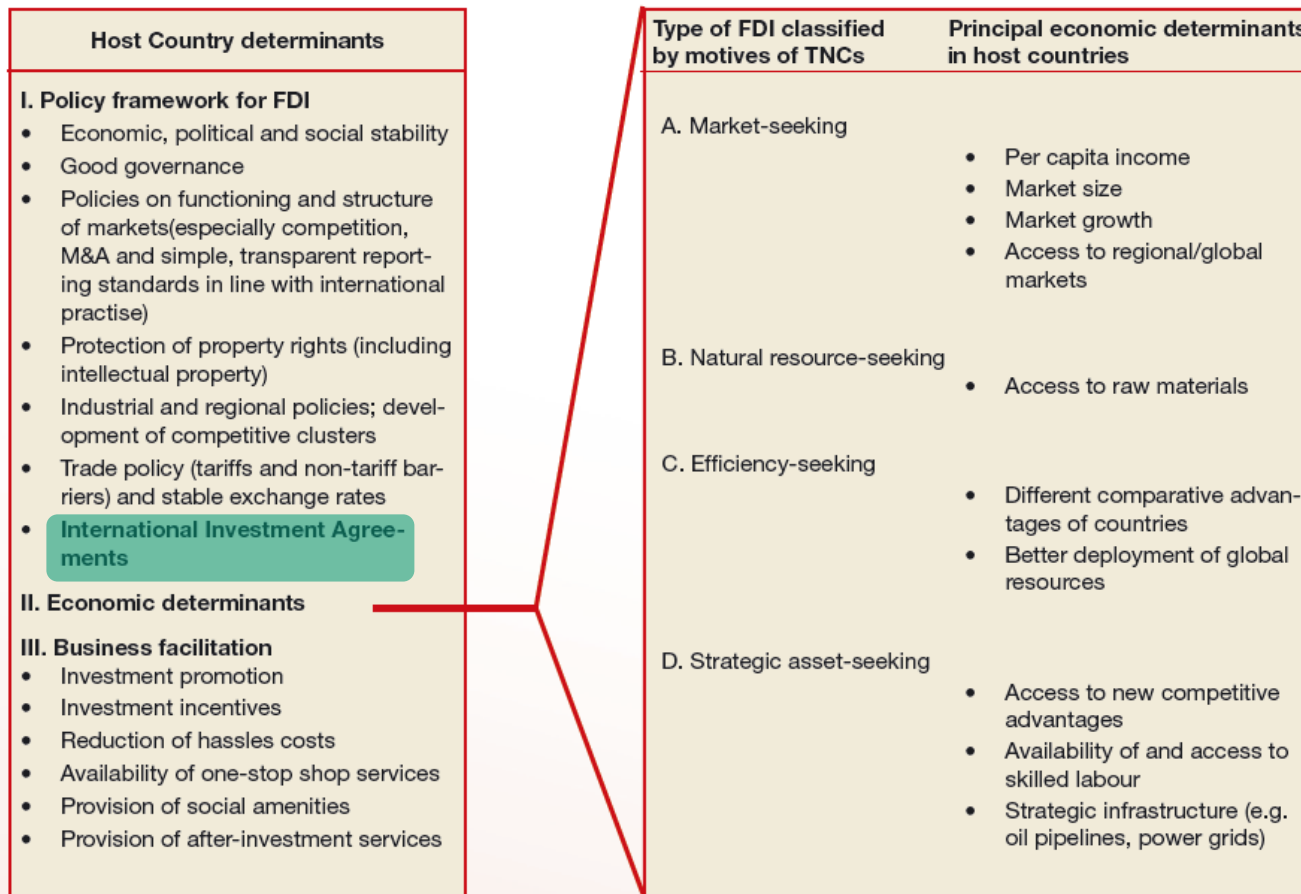 Host Country determinants
I. Policy framework for FDI
• Economic, political and social stability
• Good governance
• Policies on functioning and structure
of markets(especially competition,
M&A and simple, transparent report-
ing standards in line with international
practise)
• Protection of property rights (including
intellectual property)
• Industrial and regional policies; devel-
opment of competitive clusters
• Trade policy (tariffs and non-tariff bar-
riers) and stable exchange rates
• International Investment Agree-
ments
II. Economic determinants
III. Business facilitation
• Investment promotion
• Investment incentives
• Reduction of hassles costs
• Availability of one-stop shop services
• Provision of social amenities
• Provision of after-investment services
Type of FDI classified
by motives of TNCs
Principal economic determinants
in host countries
A. Market-seeking
• Per capita income
• Market size
• Market growth
• Access to regional/global
markets
B. Natural resource-seeking
• Access to raw materials
C. Efficiency-seeking
• Different comparative advan-
tages of countries
• Better deployment of global
resources
D. Strategic asset-seeking
• Access to new competitive
advantages
• Availability of and access to
skilled labour
• Strategic infrastructure (e.g.
oil pipelines, power grids)